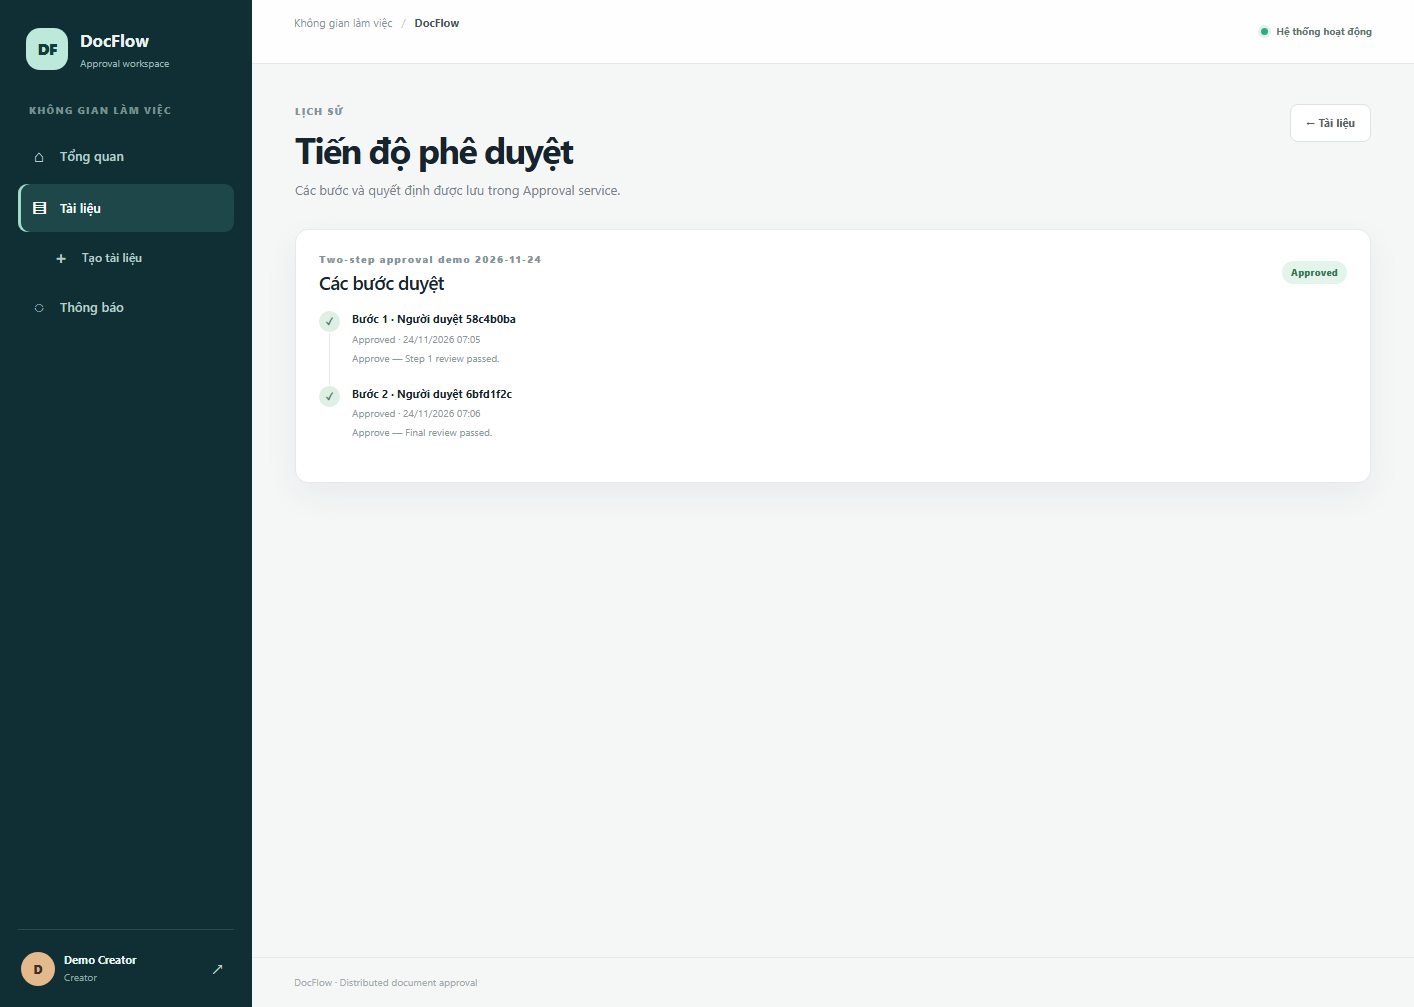 DF
DocFlow
Approval workspace
KHÔNG GIAN LÀM VIỆC
Tổng quan
Tài liệu
+ Tạo tài liệu
Thông báo
D
Demo Creator
Creator
↗
Không gian làm việc / DocFlow
Hệ thống hoạt động
LỊCH SỬ
Tiến độ phê duyệt
Các bước và quyết định được lưu trong Approval service.
← Tài liệu
Two-step approval demo 2026-11-24
Các bước duyệt
Approved
✓ Bước 1 · Người duyệt 58c4b0ba
Approved · 24/11/2026 07:05
Approve — Step 1 review passed.
✓ Bước 2 · Người duyệt 6bfd1f2c
Approved · 24/11/2026 07:06
Approve — Final review passed.
DocFlow · Distributed document approval